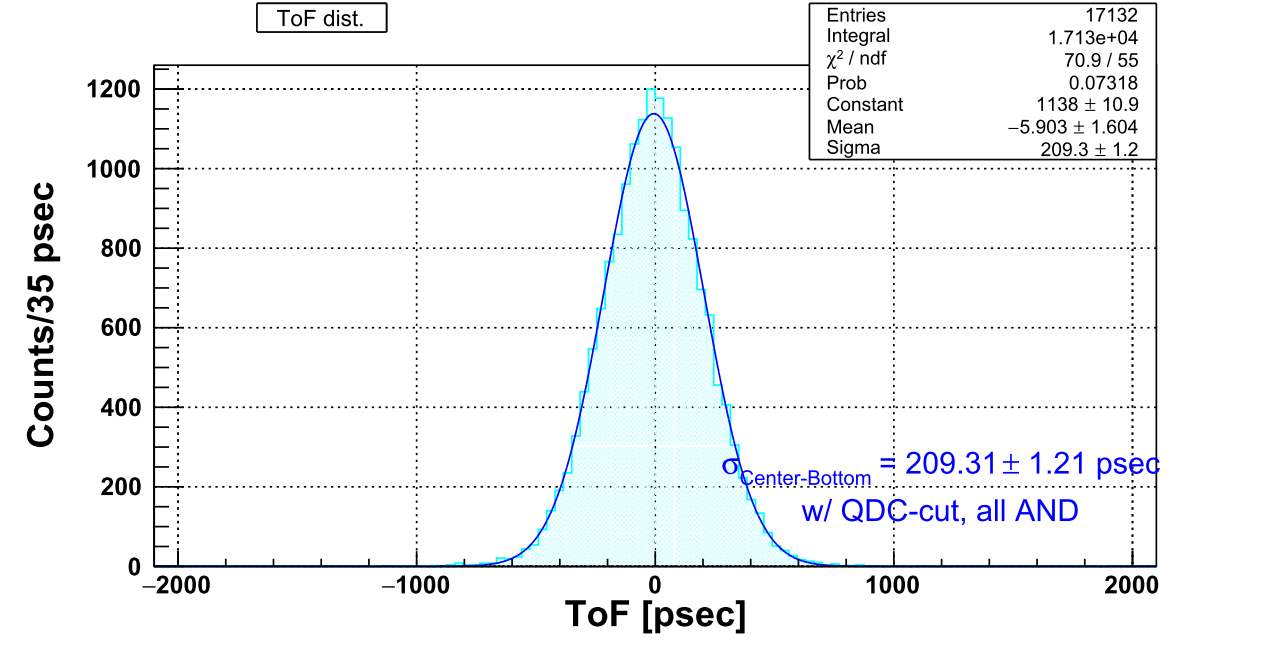 ToF dist.
Entries 17132
Integral 1.713e+04
χ² / ndf 70.9 / 55
Prob 0.07318
Constant 1138 ± 10.9
Mean −5.903 ± 1.604
Sigma 209.3 ± 1.2
Counts/35 psec
1200
1000
800
600
400
200
0
σCenter-Bottom = 209.31± 1.21 psec
w/ QDC-cut, all AND
−2000 −1000 0 1000 2000
ToF [psec]